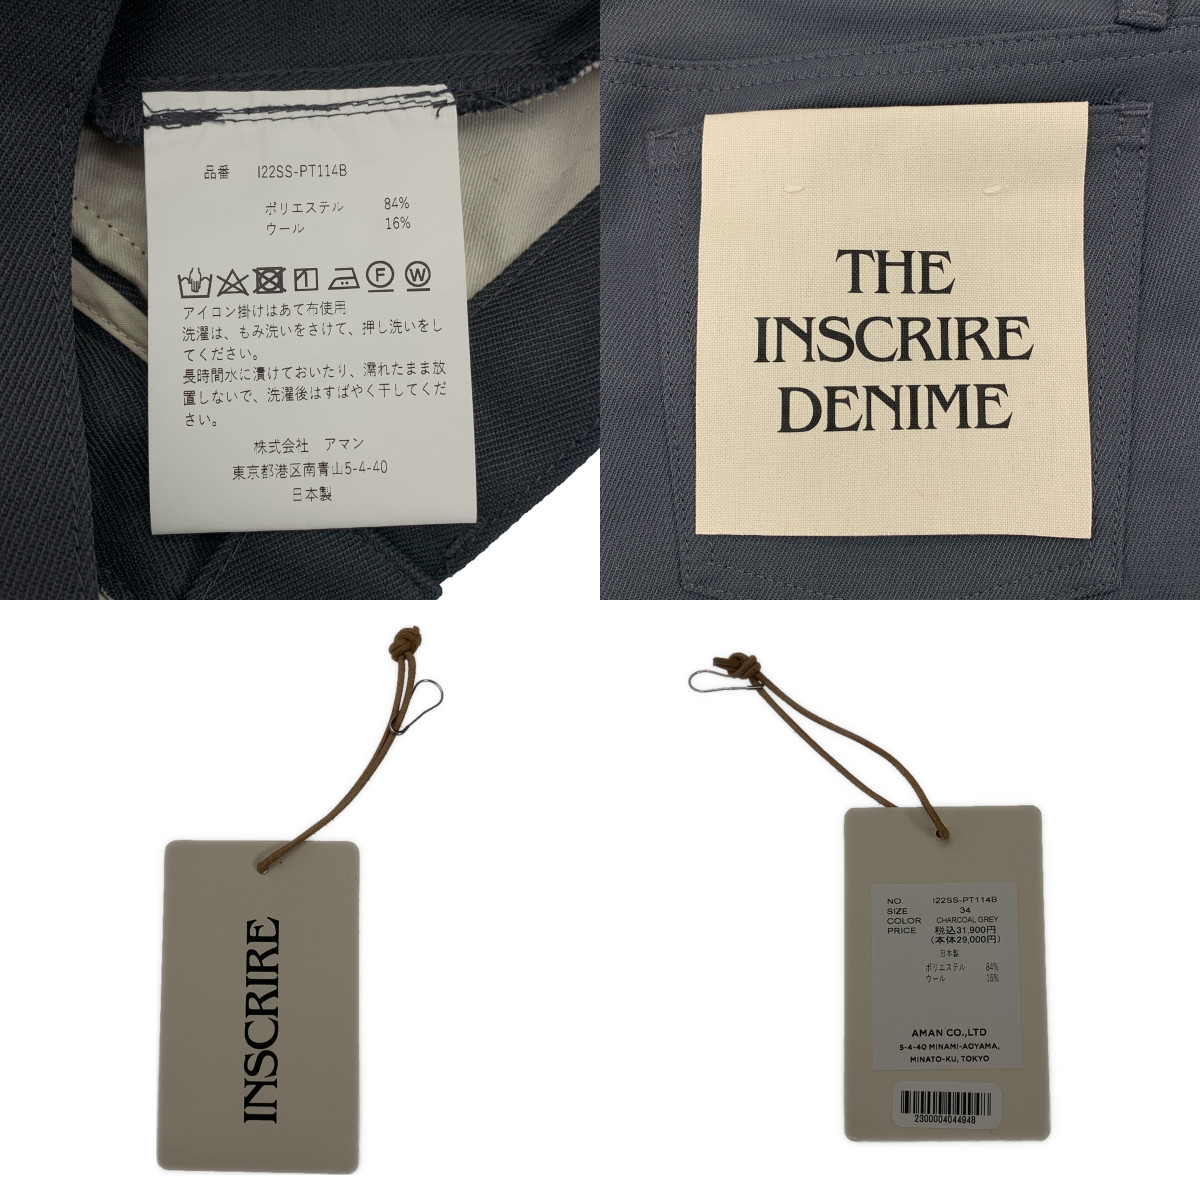 品番 I22SS-PT114B
ポリエステル 84%
ウール 16%
F W
アイコン掛けはあて布使用
洗濯は、もみ洗いをさけて、押し洗いをし
てください。
長時間水に漬けておいたり、濡れたまま放
置しないで、洗濯後はすばやく干してくだ
さい。
株式会社 アマン
東京都港区南青山5-4-40
日本製
THE
INSCRIRE
DENIME
INSCRIRE
NO. I22SS-PT114B
SIZE 34
COLOR CHARCOAL GREY
PRICE 税込31,900円
(本体29,000円)
日本製
ポリエステル 84%
ウール 16%
AMAN CO.,LTD
5-4-40 MINAMI-AOYAMA,
MINATO-KU, TOKYO
2300004044948